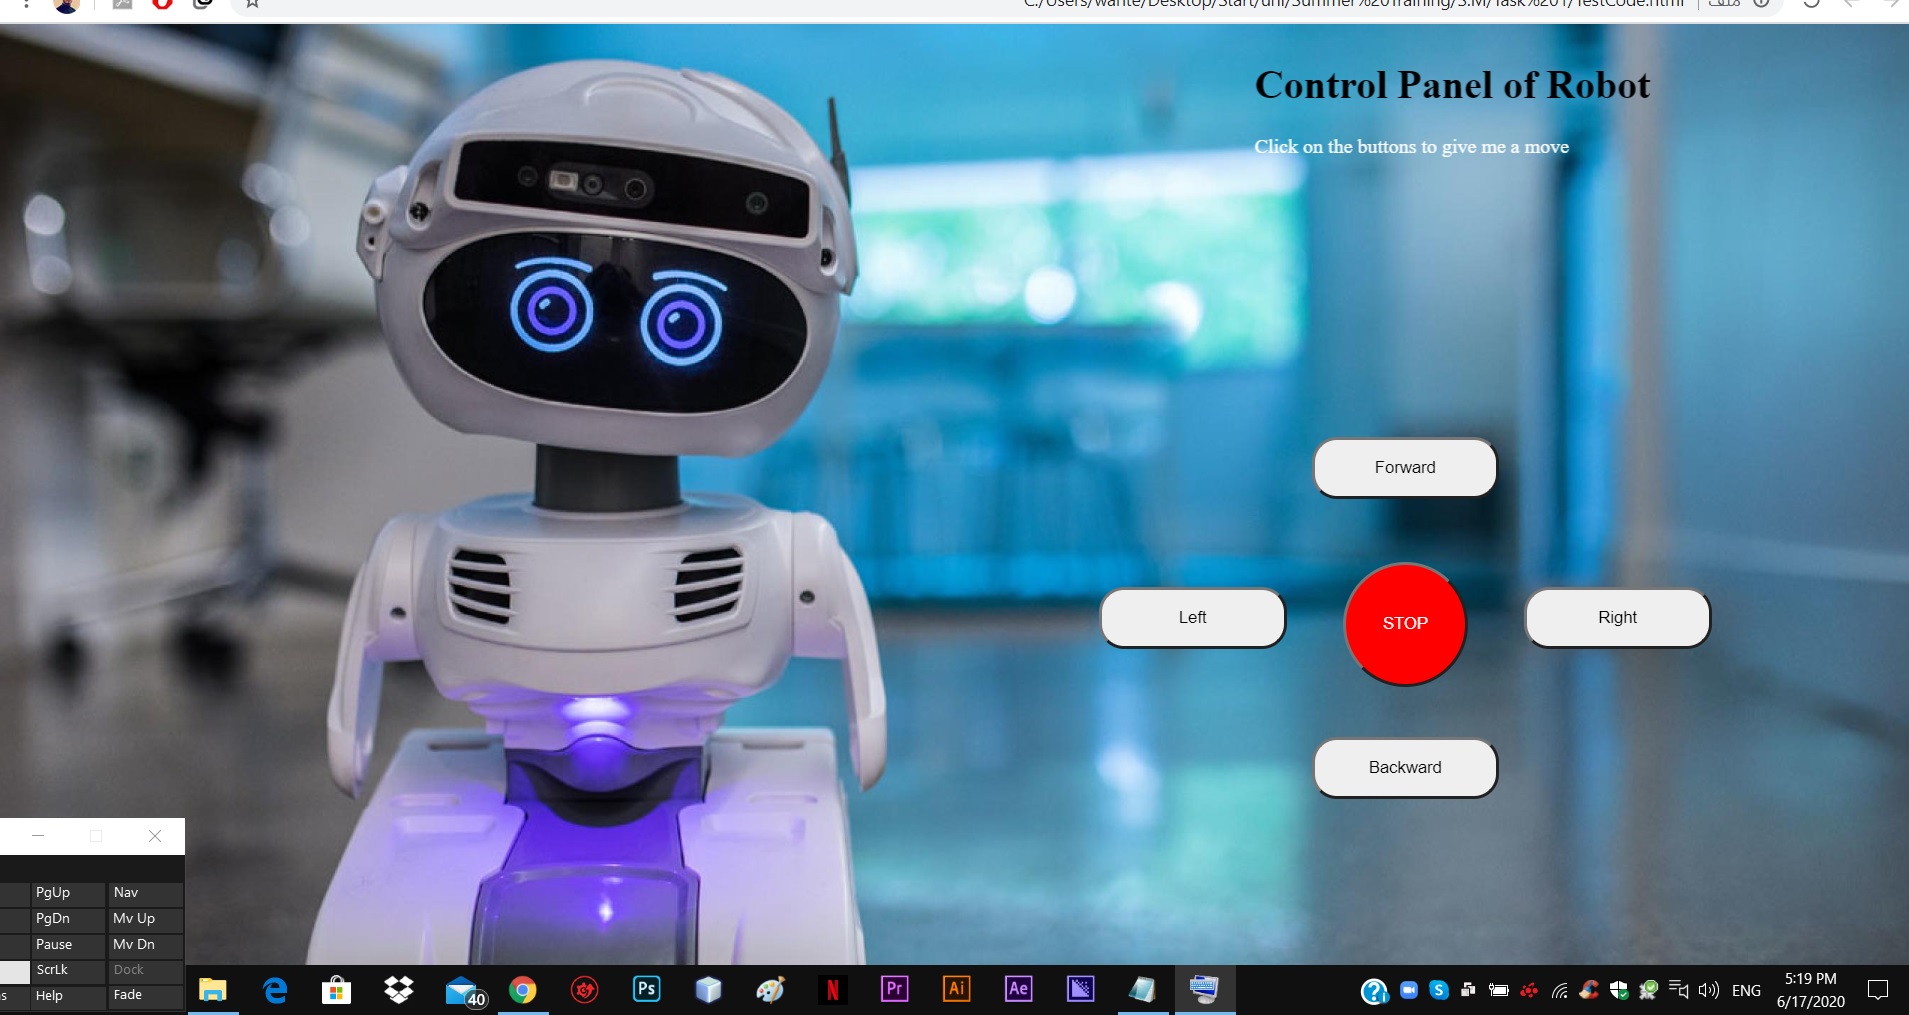 C:/Users/wante/Desktop/Start/uni/Summer%20Training/S.M/Task%201/TestCode.html
ملف
Control Panel of Robot
Click on the buttons to give me a move
Forward
Left
STOP
Right
Backward
PgUp
Nav
PgDn
Mv Up
Pause
Mv Dn
ScrLk
Dock
Help
Fade
40
Ps
N
Pr
Ai
Ae
ENG
5:19 PM
6/17/2020